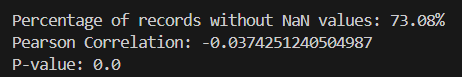 Percentage of records without NaN values: 73.08%
Pearson Correlation: -0.0374251240504987
P-value: 0.0